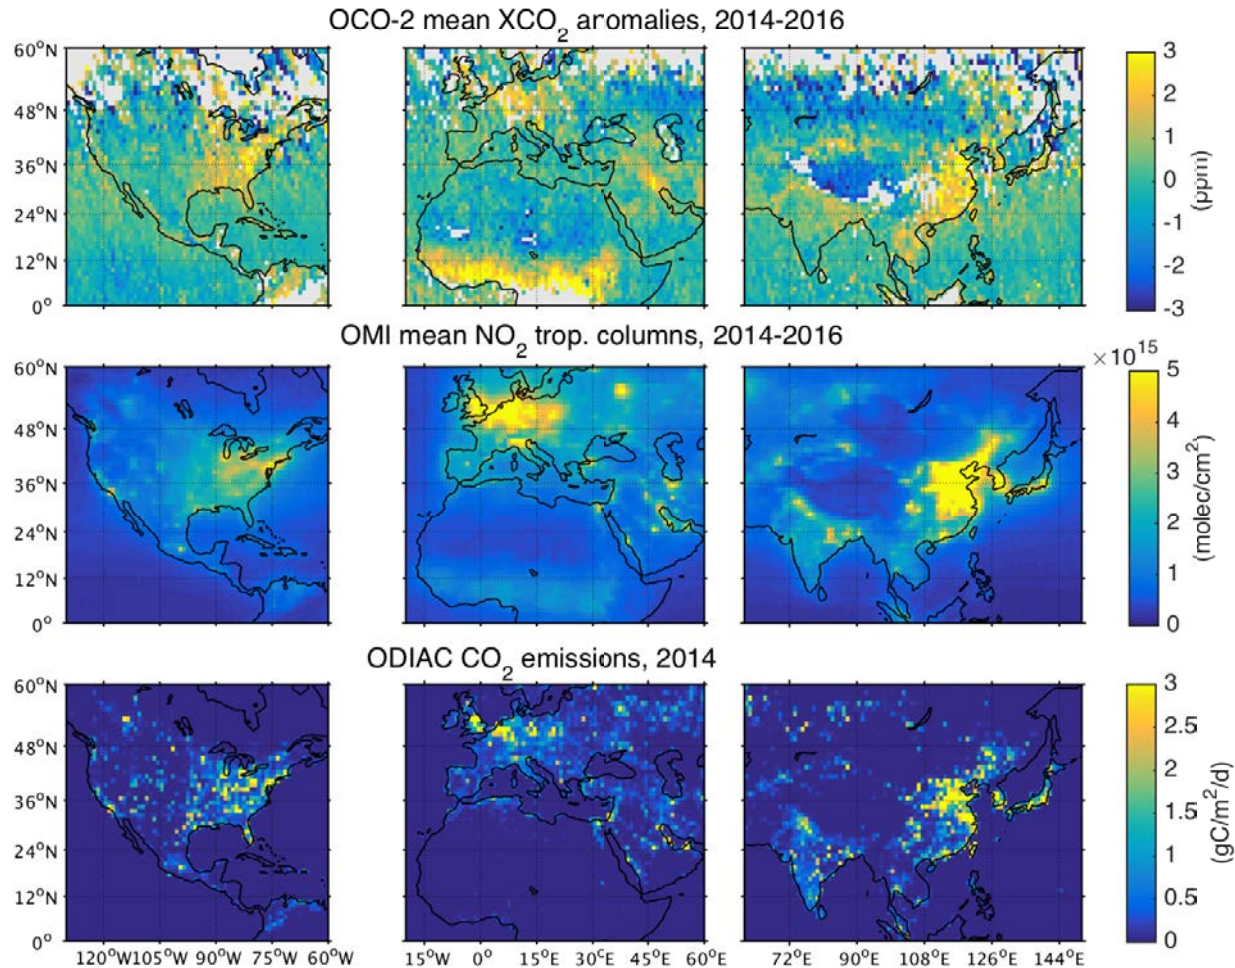 OCO-2 mean XCO₂ aromalies, 2014-2016
60°N
48°N
36°N
24°N
12°N
0°
3
2
1
0
-1
-2
-3
(ppm)
OMI mean NO₂ trop. columns, 2014-2016
×10¹⁵
60°N
48°N
36°N
24°N
12°N
0°
5
4
3
2
1
0
(molec/cm²)
ODIAC CO₂ emissions, 2014
60°N
48°N
36°N
24°N
12°N
0°
3
2.5
2
1.5
1
0.5
0
(gC/m²/d)
120°W 105°W 90°W 75°W 60°W 15°W 0° 15°E 30°E 45°E 60°E 72°E 90°E 108°E 126°E 144°E